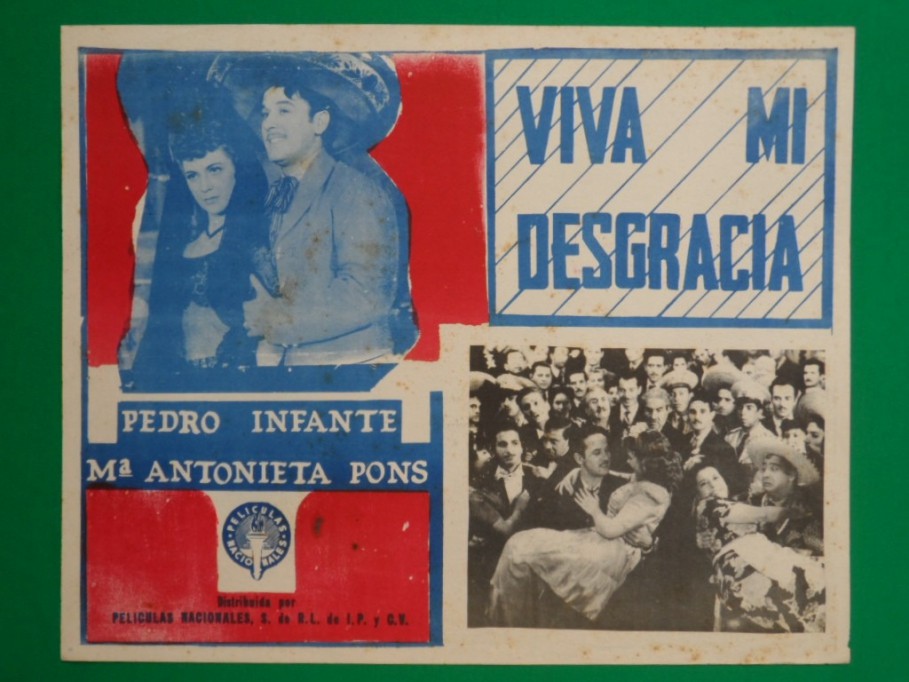 VIVA MI
DESGRACIA
PEDRO INFANTE
Mª ANTONIETA PONS
PELICULAS NACIONALES
Distribuida por
PELICULAS NACIONALES, S. de R.L. de I.P. y C.V.